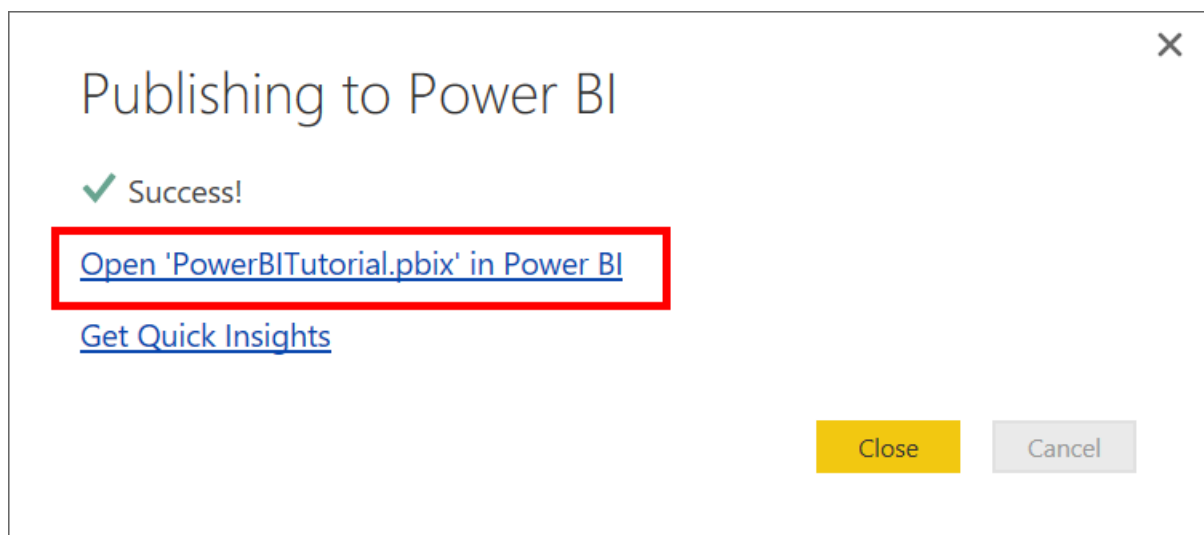 Publishing to Power BI
Success!
Open 'PowerBITutorial.pbix' in Power BI
Get Quick Insights
Close
Cancel